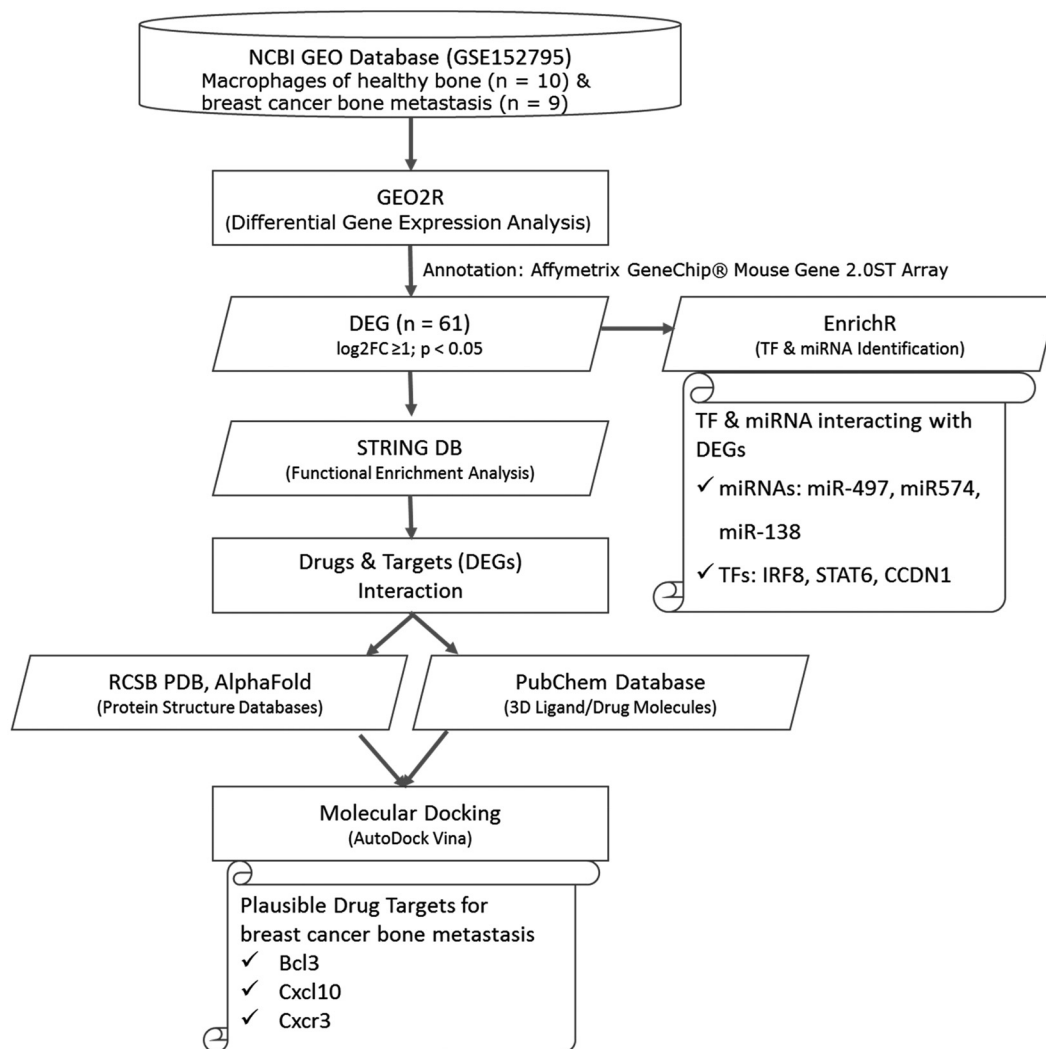 NCBI GEO Database (GSE152795)
Macrophages of healthy bone (n = 10) &
breast cancer bone metastasis (n = 9)
GEO2R
(Differential Gene Expression Analysis)
Annotation: Affymetrix GeneChip® Mouse Gene 2.0ST Array
DEG (n = 61)
log2FC ≥1; p < 0.05
EnrichR
(TF & miRNA Identification)
TF & miRNA interacting with
DEGs
✓ miRNAs: miR-497, miR574,
miR-138
✓ TFs: IRF8, STAT6, CCDN1
STRING DB
(Functional Enrichment Analysis)
Drugs & Targets (DEGs)
Interaction
RCSB PDB, AlphaFold
(Protein Structure Databases)
PubChem Database
(3D Ligand/Drug Molecules)
Molecular Docking
(AutoDock Vina)
Plausible Drug Targets for
breast cancer bone metastasis
✓ Bcl3
✓ Cxcl10
✓ Cxcr3